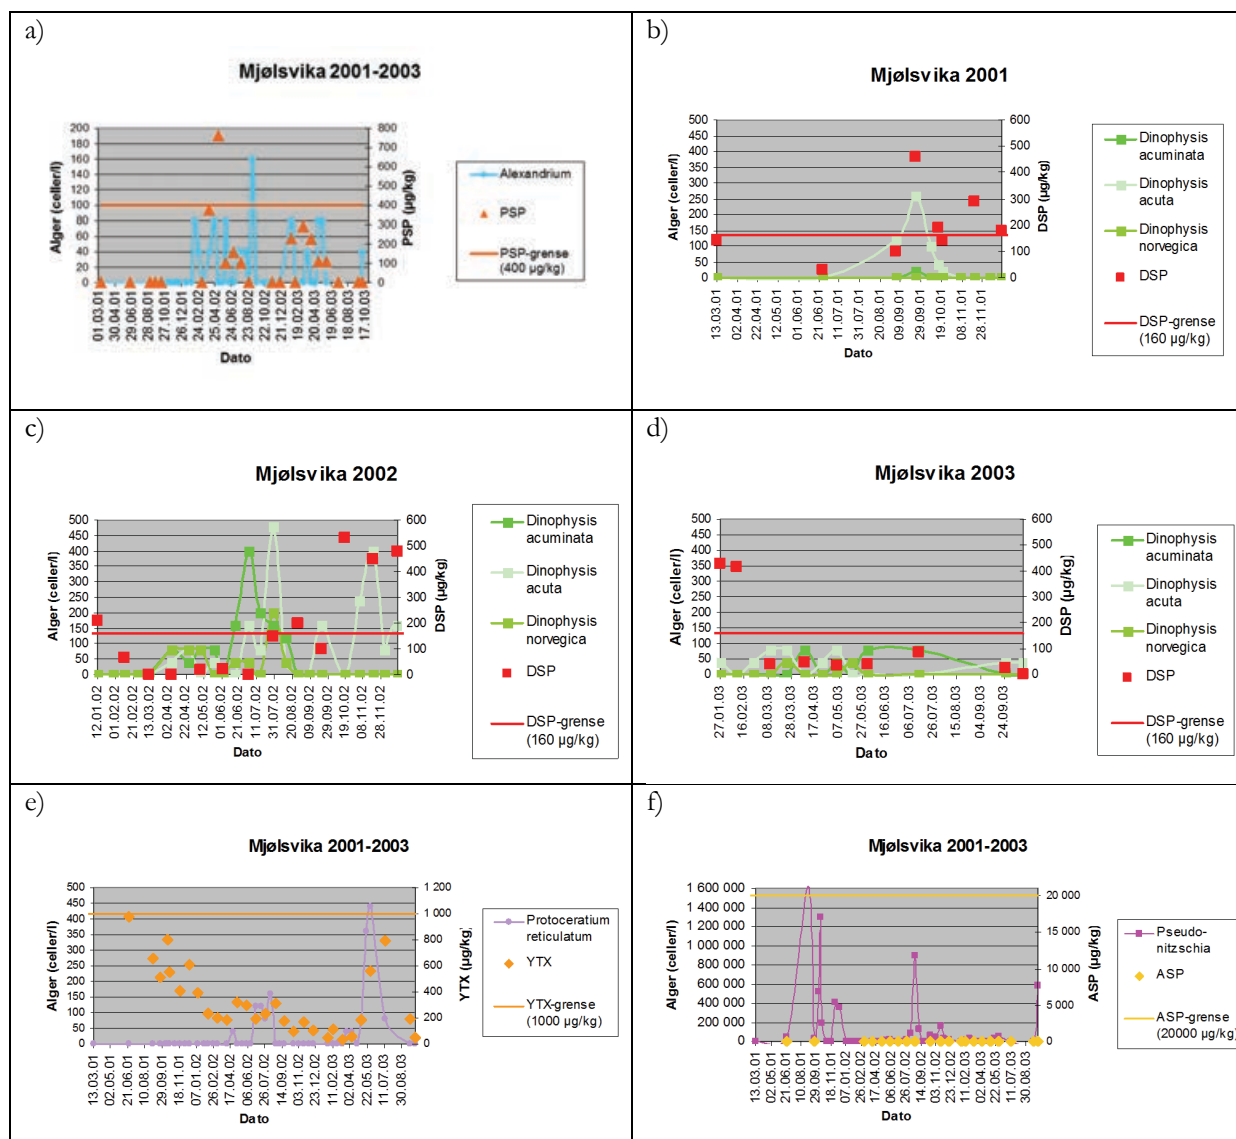 a)
Mjølsvika 2001-2003
Alger (celler/l)
200
180
160
140
120
100
80
60
40
20
0
800
700
600
500
400
300
200
100
0
PSP (µg/kg)
01.03.01
30.04.01
29.06.01
28.08.01
27.10.01
26.12.01
24.02.02
25.04.02
24.06.02
23.08.02
22.10.02
21.12.02
19.02.03
20.04.03
19.06.03
18.08.03
17.10.03
Dato
Alexandrium
PSP
PSP-grense
(400 µg/kg)
b)
Mjølsvika 2001
Alger (celler/l)
500
450
400
350
300
250
200
150
100
50
0
600
500
400
300
200
100
0
DSP (µg/kg)
13.03.01
02.04.01
22.04.01
12.05.01
01.06.01
21.06.01
11.07.01
31.07.01
20.08.01
09.09.01
29.09.01
19.10.01
08.11.01
28.11.01
Dato
Dinophysis
acuminata
Dinophysis
acuta
Dinophysis
norvegica
DSP
DSP-grense
(160 µg/kg)
c)
Mjølsvika 2002
Alger (celler/l)
500
450
400
350
300
250
200
150
100
50
0
600
500
400
300
200
100
0
DSP (µg/kg)
12.01.02
01.02.02
21.02.02
13.03.02
02.04.02
22.04.02
12.05.02
01.06.02
21.06.02
11.07.02
31.07.02
20.08.02
09.09.02
29.09.02
19.10.02
08.11.02
28.11.02
Dato
Dinophysis
acuminata
Dinophysis
acuta
Dinophysis
norvegica
DSP
DSP-grense
(160 µg/kg)
d)
Mjølsvika 2003
Alger (celler/l)
500
450
400
350
300
250
200
150
100
50
0
600
500
400
300
200
100
0
DSP (µg/kg)
27.01.03
16.02.03
08.03.03
28.03.03
17.04.03
07.05.03
27.05.03
16.06.03
06.07.03
26.07.03
15.08.03
04.09.03
24.09.03
Dato
Dinophysis
acuminata
Dinophysis
acuta
Dinophysis
norvegica
DSP
DSP-grense
(160 µg/kg)
e)
Mjølsvika 2001-2003
Alger (celler/l)
500
450
400
350
300
250
200
150
100
50
0
1 200
1 000
800
600
400
200
0
YTX (µg/kg)
13.03.01
02.05.01
21.06.01
10.08.01
29.09.01
18.11.01
07.01.02
26.02.02
17.04.02
06.06.02
26.07.02
14.09.02
03.11.02
23.12.02
11.02.03
02.04.03
22.05.03
11.07.03
30.08.03
Dato
Protoceratium
reticulatum
YTX
YTX-grense
(1000 µg/kg)
f)
Mjølsvika 2001-2003
Alger (celler/l)
1 600 000
1 400 000
1 200 000
1 000 000
800 000
600 000
400 000
200 000
0
20 000
15 000
10 000
5 000
0
ASP (µg/kg)
13.03.01
02.05.01
21.06.01
10.08.01
29.09.01
18.11.01
07.01.02
26.02.02
17.04.02
06.06.02
26.07.02
14.09.02
03.11.02
23.12.02
11.02.03
02.04.03
22.05.03
11.07.03
30.08.03
Dato
Pseudo-
nitzschia
ASP
ASP-grense
(20000 µg/kg)